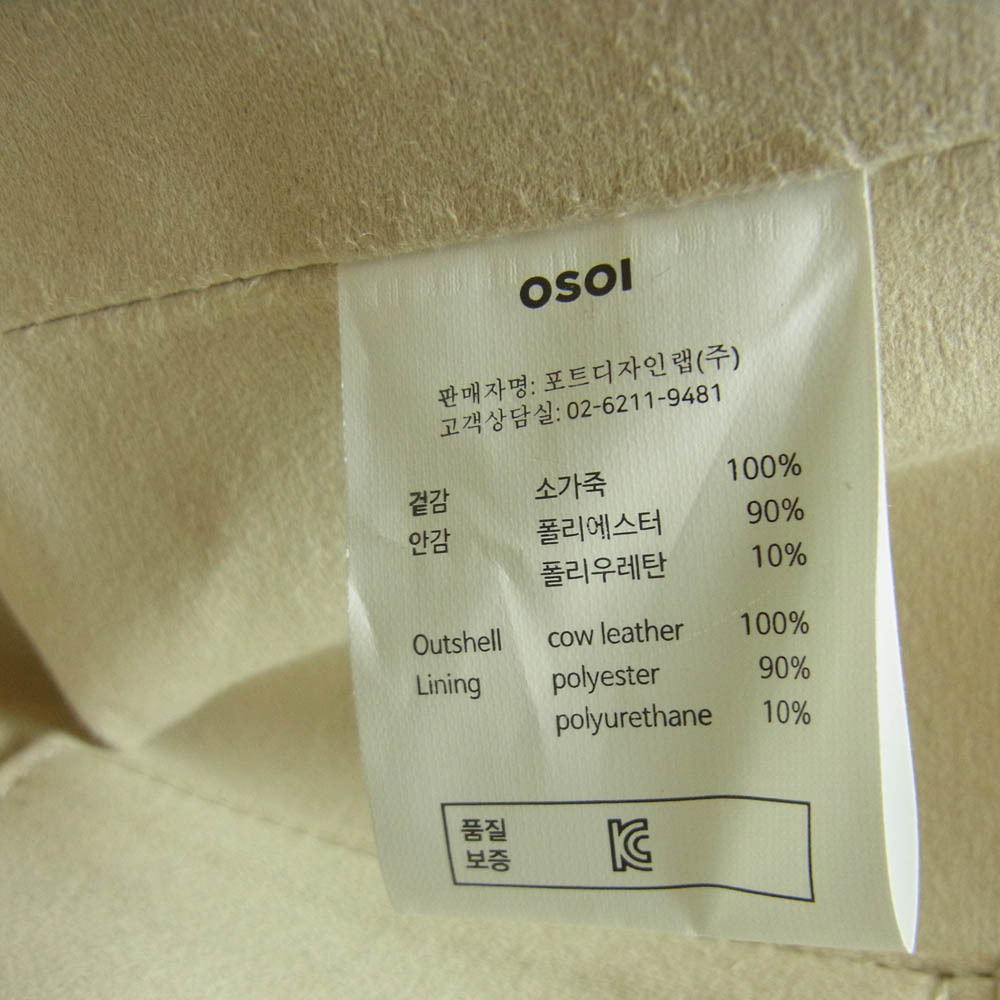 OSOI
판매자명: 포트디자인랩(주)
고객상담실: 02-6211-9481
겉감 소가죽 100%
안감 폴리에스터 90%
폴리우레탄 10%
Outshell cow leather 100%
Lining polyester 90%
polyurethane 10%
품질
보증 KC